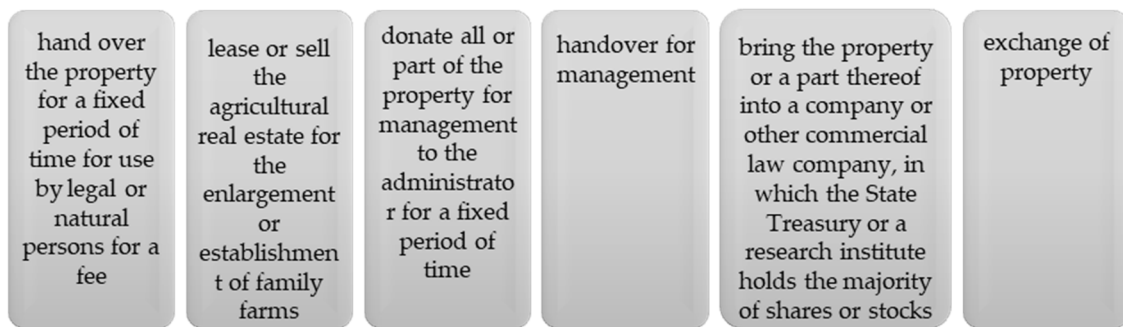 hand over
the property
for a fixed
period of
time for use
by legal or
natural
persons for a
fee
lease or sell
the
agricultural
real estate for
the
enlargement
or
establishmen
t of family
farms
donate all or
part of the
property for
management
to the
administrato
r for a fixed
period of
time
handover for
management
bring the property
or a part thereof
into a company or
other commercial
law company, in
which the State
Treasury or a
research institute
holds the majority
of shares or stocks
exchange of
property